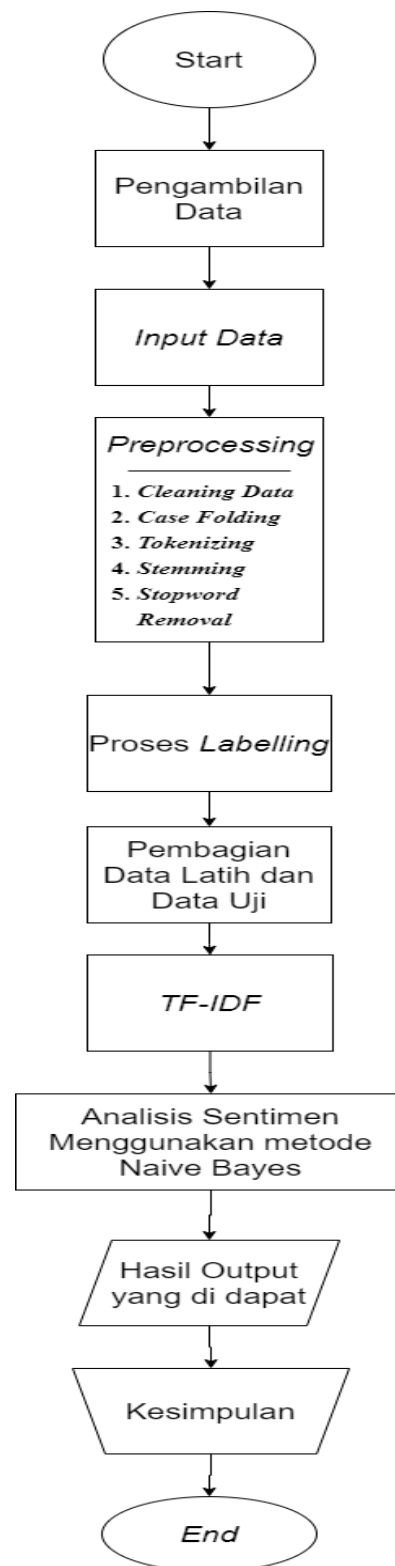 Start
Pengambilan
Data
Input Data
Preprocessing
1. Cleaning Data
2. Case Folding
3. Tokenizing
4. Stemming
5. Stopword
Removal
Proses Labelling
Pembagian
Data Latih dan
Data Uji
TF-IDF
Analisis Sentimen
Menggunakan metode
Naive Bayes
Hasil Output
yang di dapat
Kesimpulan
End